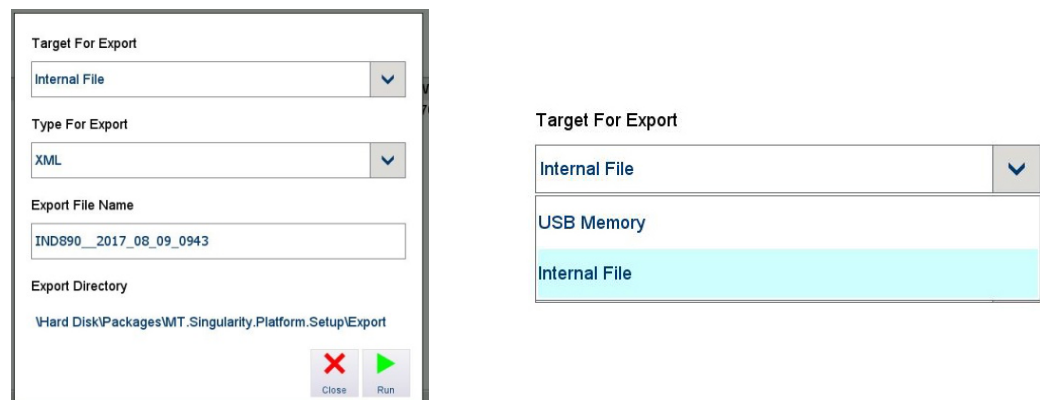 Target For Export
Internal File
Type For Export
XML
Export File Name
IND890__2017_08_09_0943
Export Directory
\Hard Disk\Packages\MT.Singularity.Platform.Setup\Export
Close Run
Target For Export
Internal File
USB Memory
Internal File